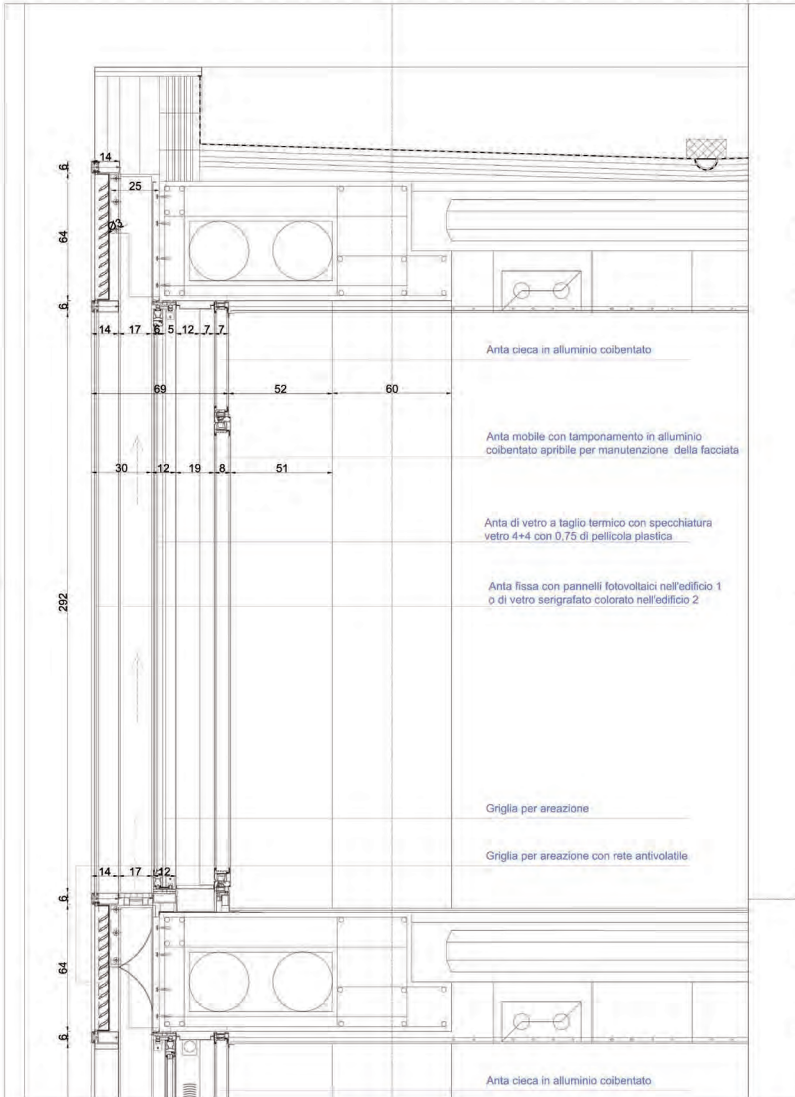 14
6
25
Ø3
64
6
14 17 6 5 12 7 7
Anta cieca in alluminio coibentato
69 52 60
Anta mobile con tamponamento in alluminio
coibentato apribile per manutenzione della facciata
30 12 19 8 51
Anta di vetro a taglio termico con specchiatura
vetro 4+4 con 0,75 di pellicola plastica
Anta fissa con pannelli fotovoltaici nell'edificio 1
o di vetro serigrafato colorato nell'edificio 2
292
Griglia per areazione
Griglia per areazione con rete antivolatile
14 17 12
6
64
6
Anta cieca in alluminio coibentato